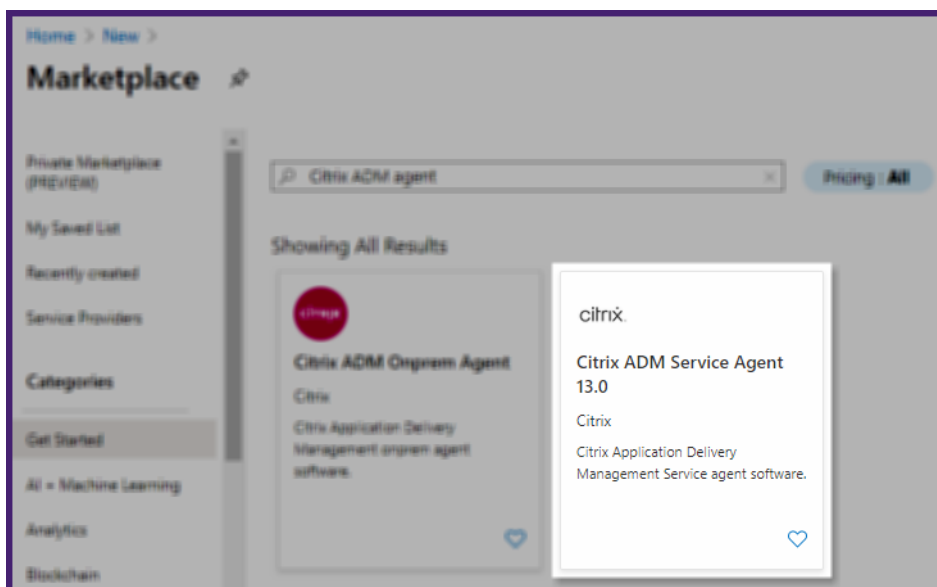 Home > New >
Marketplace
Private Marketplace
(PREVIEW)
My Saved List
Recently created
Service Providers
Categories
Get Started
AI + Machine Learning
Analytics
Blockchain
Citrix ADM agent
Pricing : All
Showing All Results
Citrix ADM Onprem Agent
Citrix
Citrix Application Delivery
Management onprem agent
software.
citrix.
Citrix ADM Service Agent
13.0
Citrix
Citrix Application Delivery
Management Service agent software.